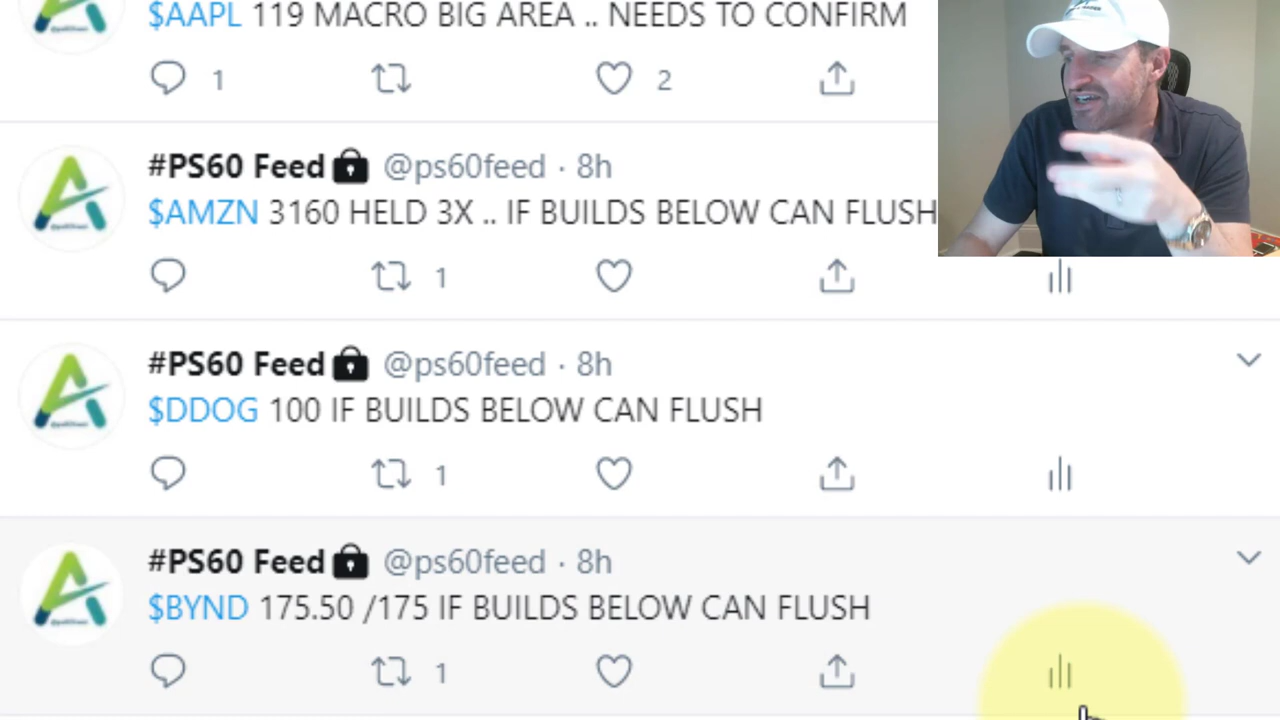 $AAPL 119 MACRO BIG AREA .. NEEDS TO CONFIRM
1 2
#PS60 Feed @ps60feed · 8h
$AMZN 3160 HELD 3X .. IF BUILDS BELOW CAN FLUSH
1
#PS60 Feed @ps60feed · 8h
$DDOG 100 IF BUILDS BELOW CAN FLUSH
1
#PS60 Feed @ps60feed · 8h
$BYND 175.50 /175 IF BUILDS BELOW CAN FLUSH
1